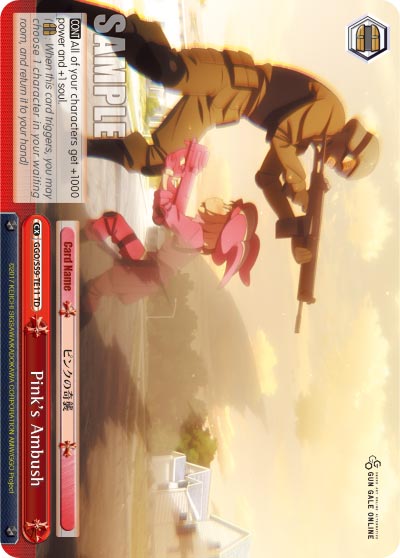 SAMPLE
CONT All of your characters get +1000
power and +1 soul.
: When this card triggers, you may
choose 1 character in your waiting
room, and return it to your hand)
Card Name
ピンクの奇襲
CX GGO/S59-TE11 TD
Pink's Ambush
GUN GALE ONLINE